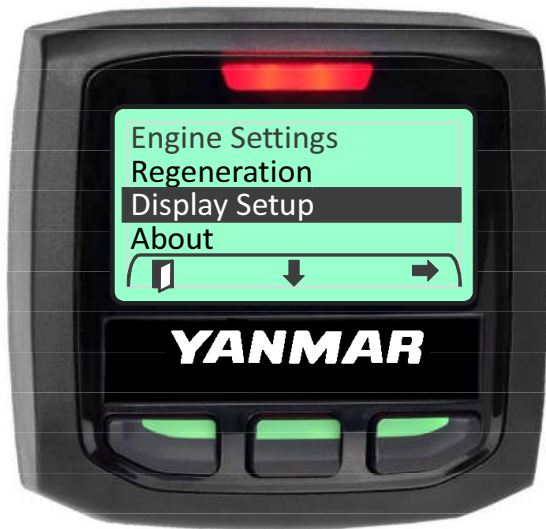 Engine Settings
Regeneration
Display Setup
About
YANMAR